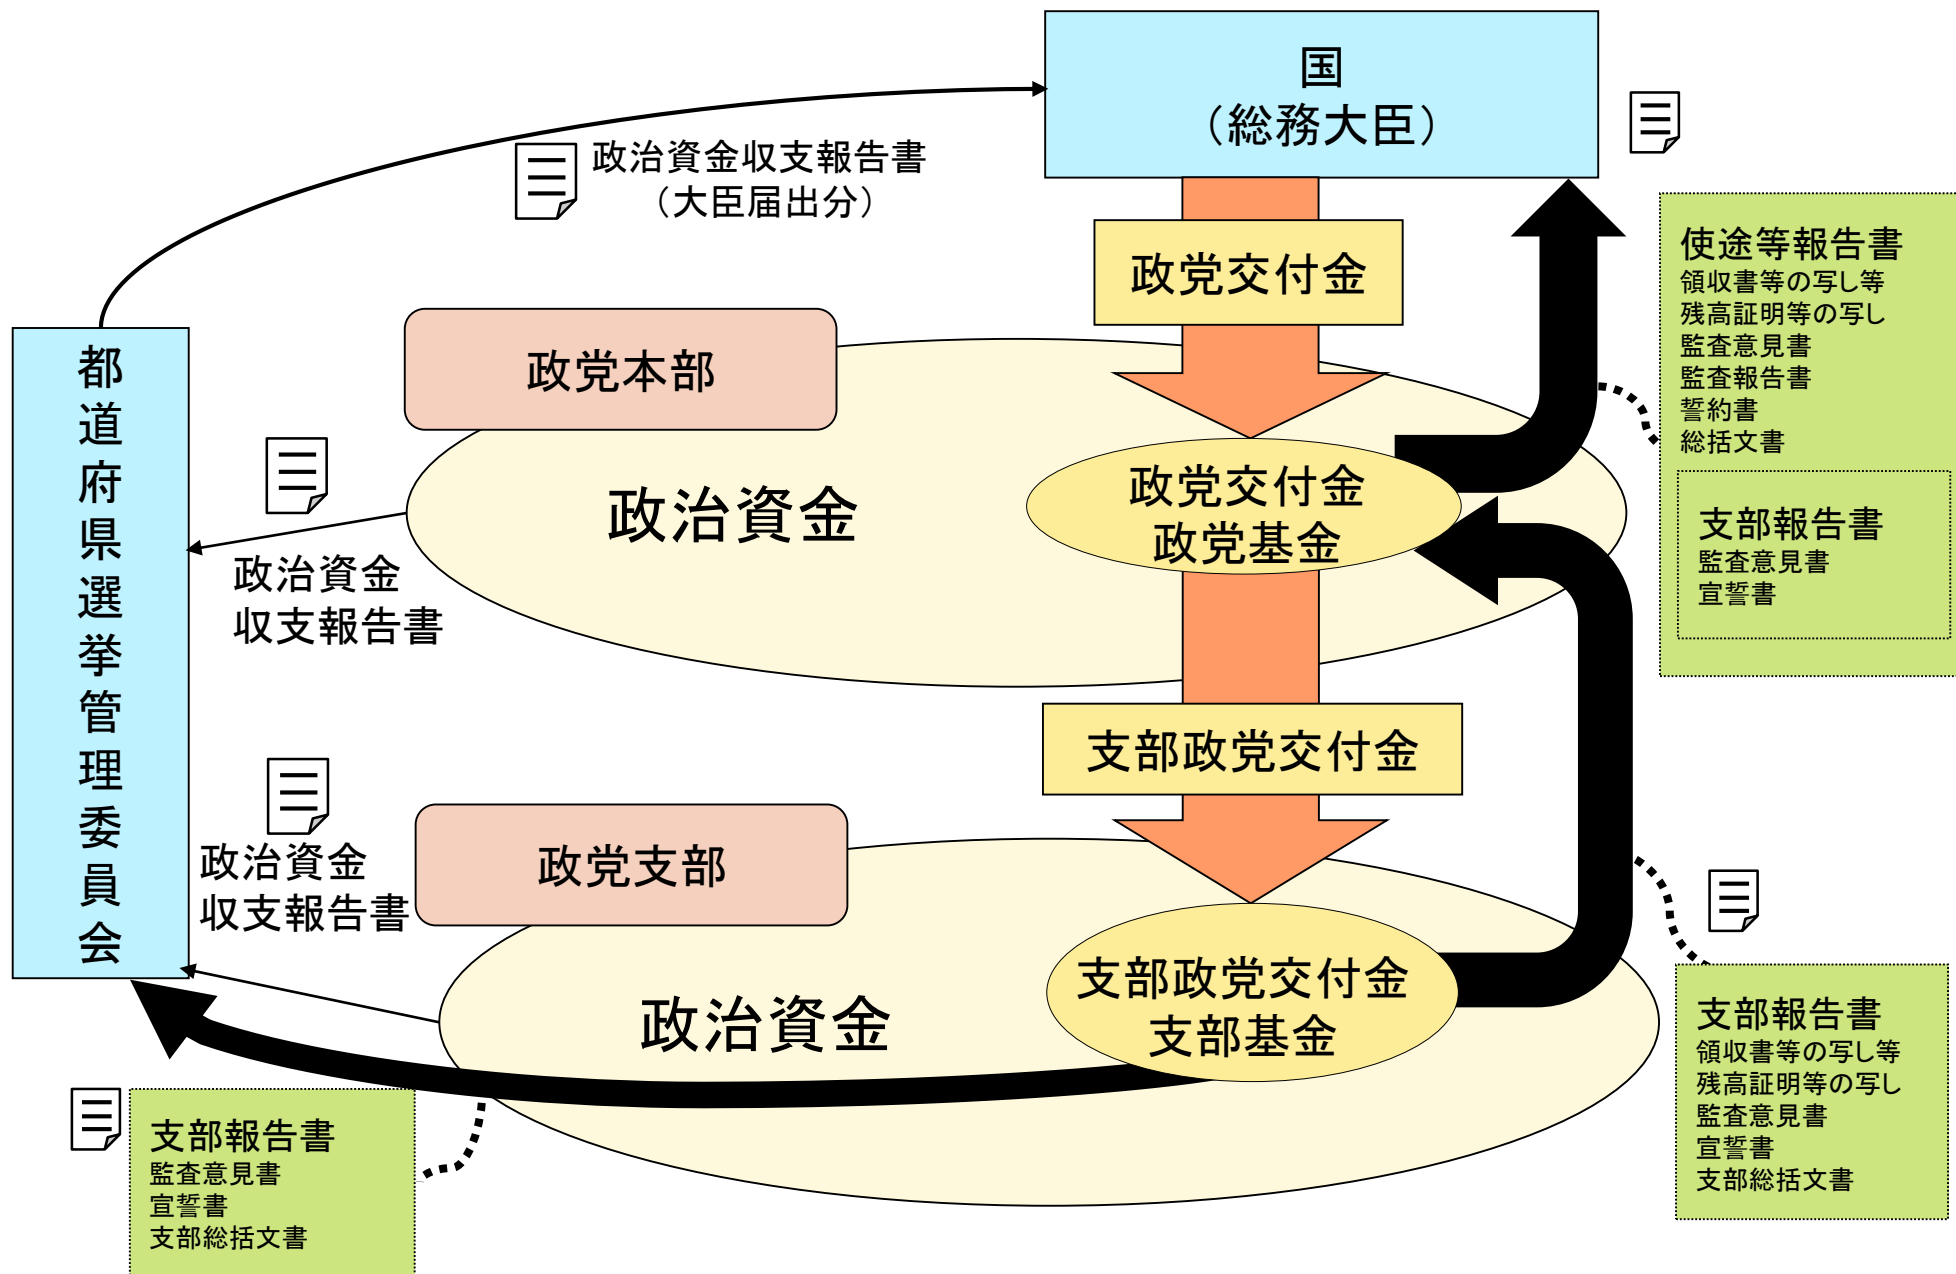 国
（総務大臣）
政治資金収支報告書
（大臣届出分）
政党交付金
使途等報告書
領収書等の写し等
残高証明等の写し
監査意見書
監査報告書
誓約書
総括文書
支部報告書
監査意見書
宣誓書
都道府県選挙管理委員会
政党本部
政治資金
政党交付金
政党基金
政治資金
収支報告書
支部政党交付金
政治資金
収支報告書
政党支部
政治資金
支部政党交付金
支部基金
支部報告書
領収書等の写し等
残高証明等の写し
監査意見書
宣誓書
支部総括文書
支部報告書
監査意見書
宣誓書
支部総括文書